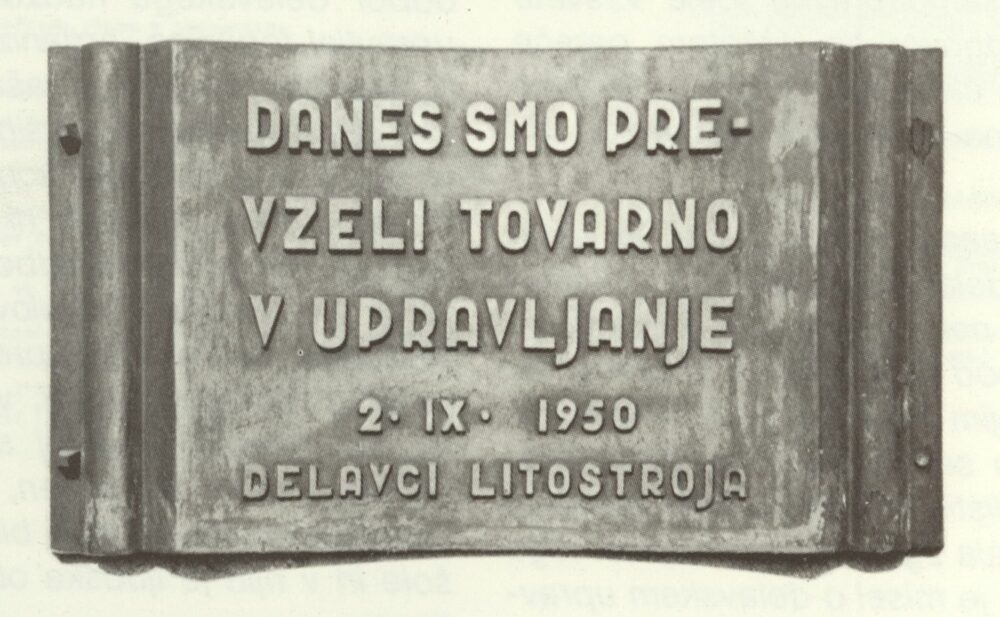 DANES SMO PRE-
VZELI TOVARNO
V UPRAVLJANJE
2. IX. 1950
DELAVCI LITOSTROJA